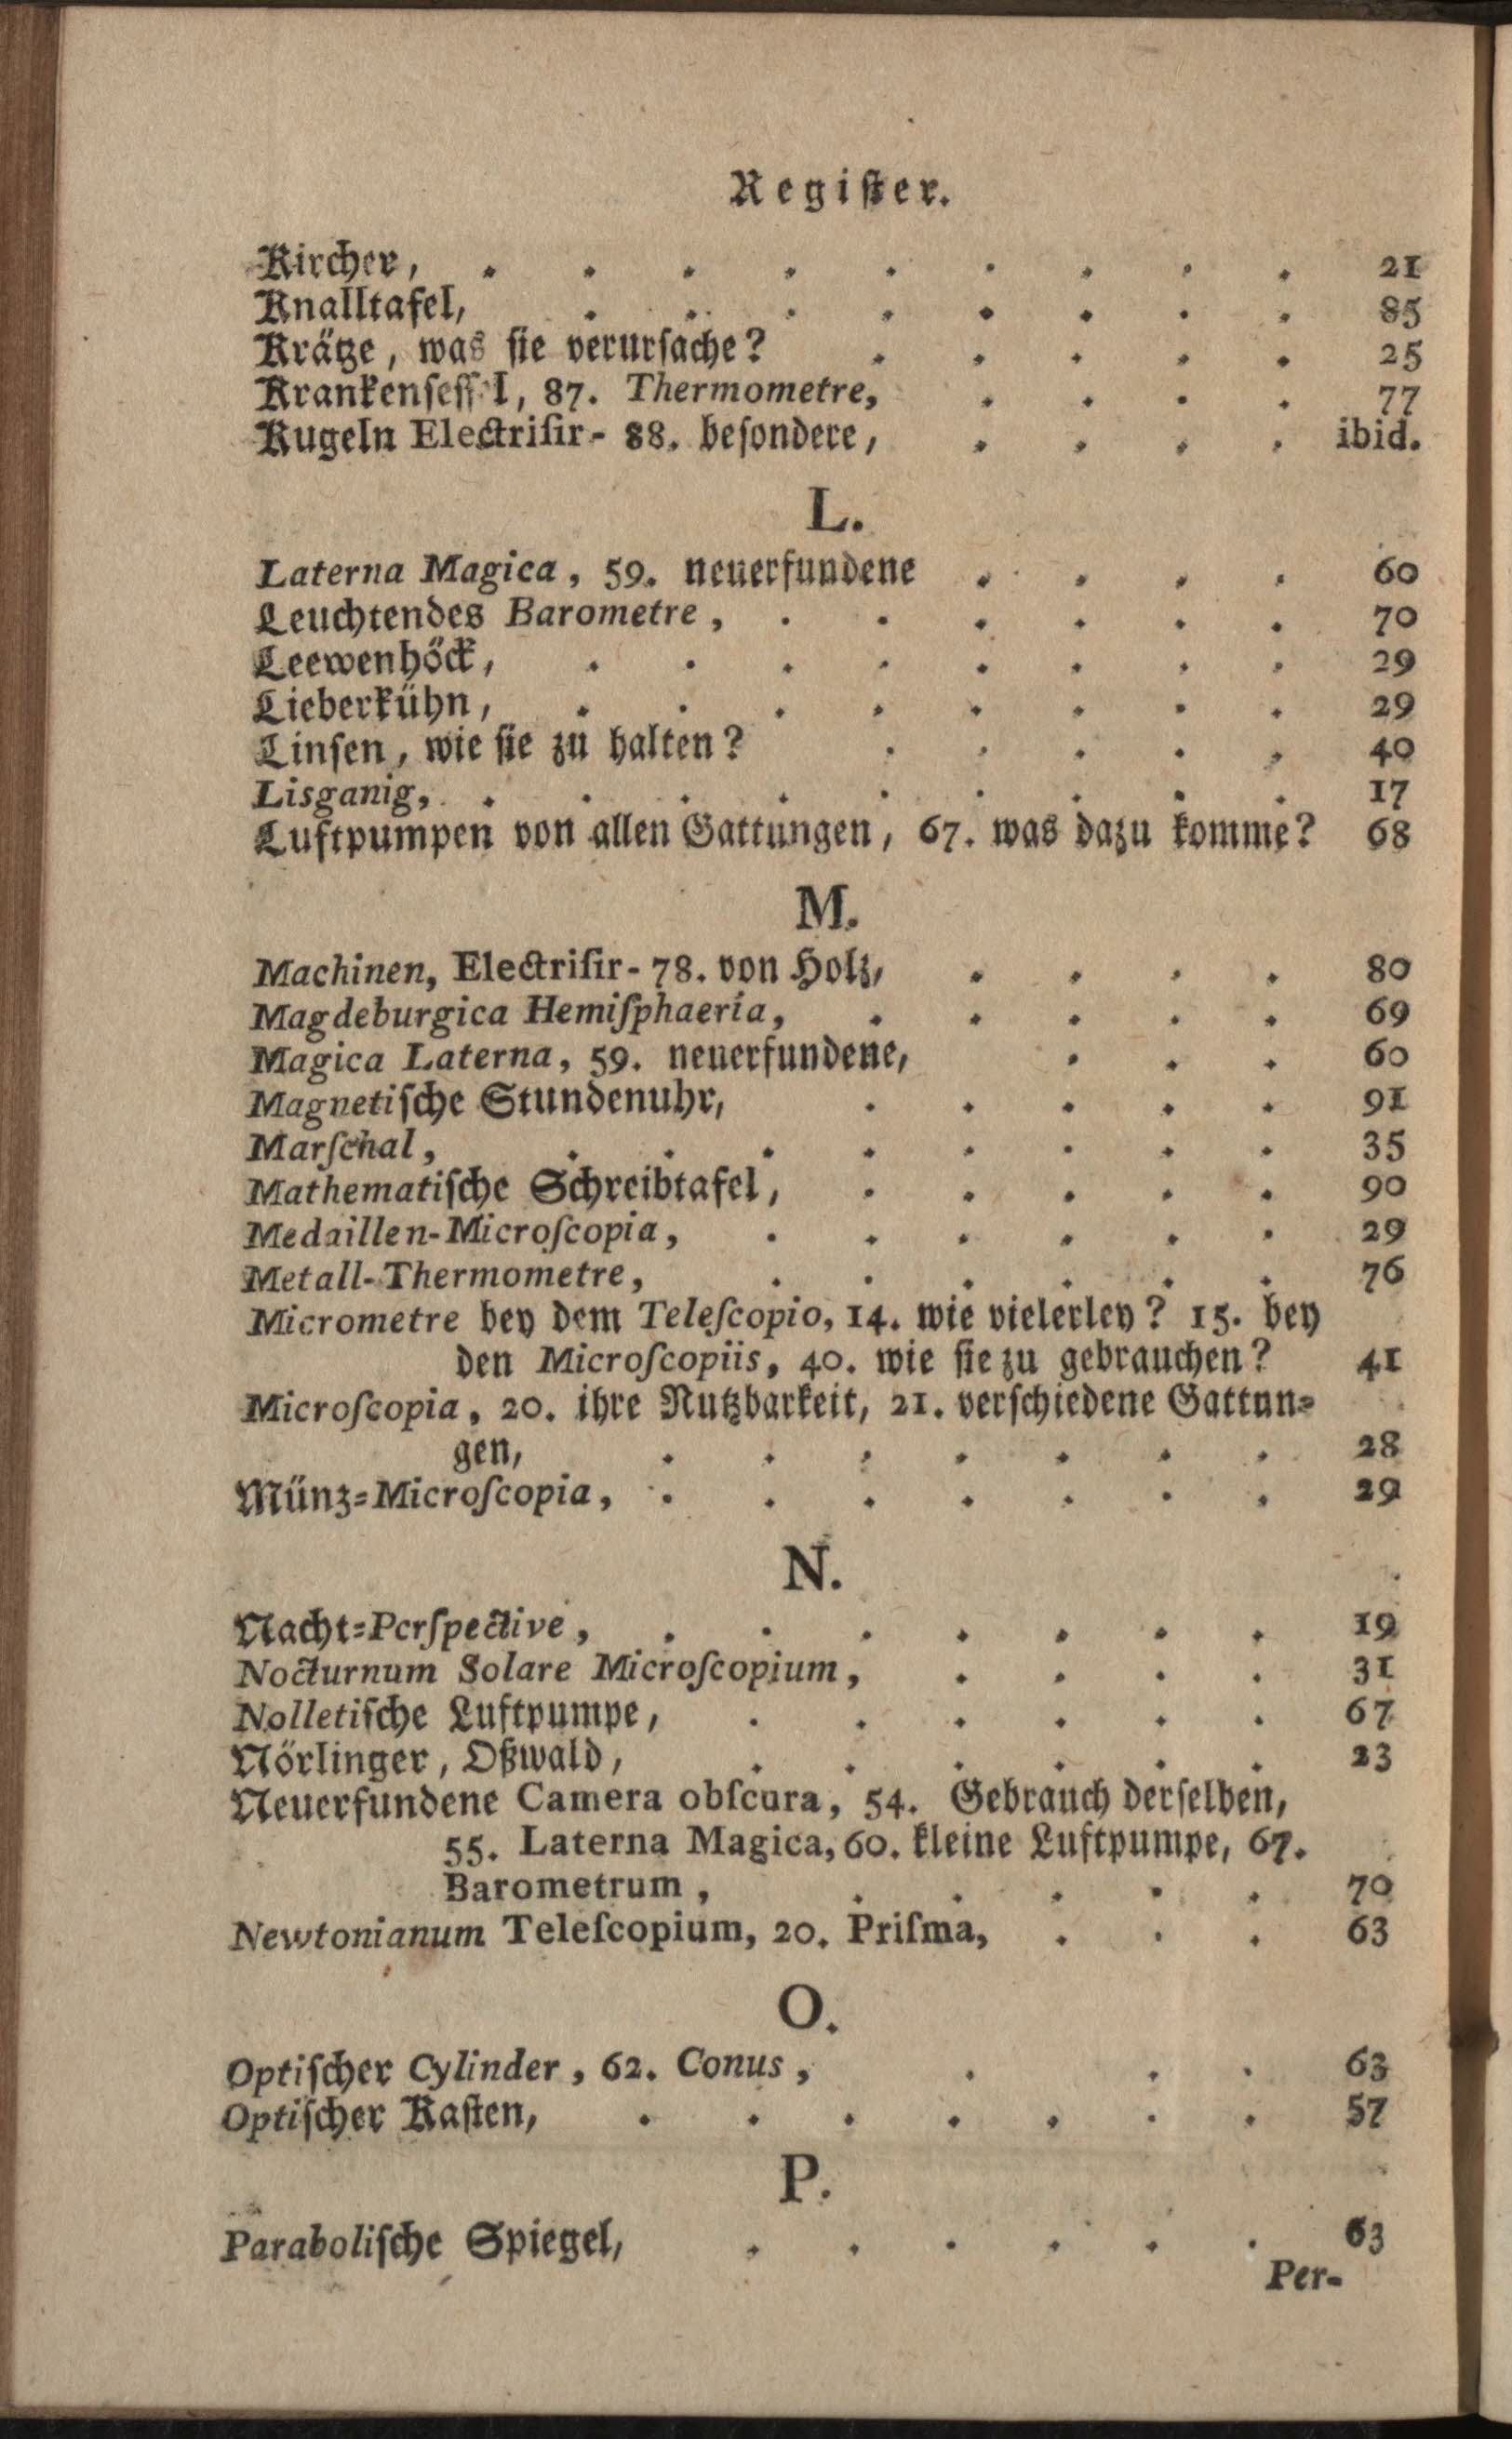 Regiſter.
Kircher, . . . . . . . . . 21
Knalltafel, . . . . . . . . 85
Krätze, was ſie verurſache? . . . . . 25
Krankenſeſſel, 87. Thermometre, . . . . 77
Kugeln Electriſir- 88. beſondere, . . . . ibid.
L.
Laterna Magica, 59. neuerfundene . . . . 60
Leuchtendes Barometre, . . . . . . 70
Leewenhöck, . . . . . . . . 29
Lieberkühn, . . . . . . . . 29
Linſen, wie ſie zu halten? . . . . . 40
Lisganig, . . . . . . . . . 17
Luftpumpen von allen Gattungen, 67. was dazu komme? 68
M.
Machinen, Electriſir- 78. von Holz, . . . . 80
Magdeburgica Hemiſphaeria, . . . . . 69
Magica Laterna, 59. neuerfundene, . . . 60
Magnetiſche Stundenuhr, . . . . . 91
Marſchal, . . . . . . . . 35
Mathematiſche Schreibtafel, . . . . . 90
Medaillen-Microſcopia, . . . . . . 29
Metall-Thermometre, . . . . . . 76
Micrometre bey dem Teleſcopio, 14. wie vielerley? 15. bey
den Microſcopiis, 40. wie ſie zu gebrauchen? 41
Microſcopia, 20. ihre Nutzbarkeit, 21. verſchiedene Gattun-
gen, . . . . . . . 28
Münz-Microſcopia, . . . . . . . 29
N.
Nacht-Perſpective, . . . . . . . 19
Nocturnum Solare Microſcopium, . . . . 31
Nolletiſche Luftpumpe, . . . . . . 67
Nörlinger, Oßwald, . . . . . . 23
Neuerfundene Camera obſcura, 54. Gebrauch derſelben,
55. Laterna Magica, 60. kleine Luftpumpe, 67.
Barometrum, . . . . . 70
Newtonianum Teleſcopium, 20. Priſma, . . . 63
O.
Optiſcher Cylinder, 62. Conus, . . . 63
Optiſcher Kaſten, . . . . . . . 57
P.
Paraboliſche Spiegel, . . . . . . 63
Per-